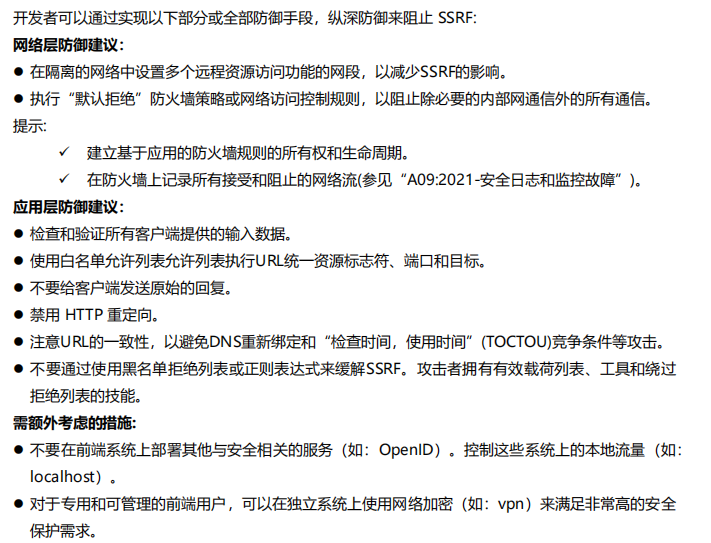 开发者可以通过实现以下部分或全部防御手段，纵深防御来阻止 SSRF:
网络层防御建议：
● 在隔离的网络中设置多个远程资源访问功能的网段，以减少SSRF的影响。
● 执行“默认拒绝”防火墙策略或网络访问控制规则，以阻止除必要的内部网通信外的所有通信。
提示:
✓ 建立基于应用的防火墙规则的所有权和生命周期。
✓ 在防火墙上记录所有接受和阻止的网络流(参见“A09:2021-安全日志和监控故障”)。
应用层防御建议：
● 检查和验证所有客户端提供的输入数据。
● 使用白名单允许列表允许列表执行URL统一资源标志符、端口和目标。
● 不要给客户端发送原始的回复。
● 禁用 HTTP 重定向。
● 注意URL的一致性，以避免DNS重新绑定和“检查时间，使用时间”(TOCTOU)竞争条件等攻击。
● 不要通过使用黑名单拒绝列表或正则表达式来缓解SSRF。攻击者拥有有效载荷列表、工具和绕过
拒绝列表的技能。
需额外考虑的措施:
● 不要在前端系统上部署其他与安全相关的服务（如：OpenID）。控制这些系统上的本地流量（如：
localhost）。
● 对于专用和可管理的前端用户，可以在独立系统上使用网络加密（如：vpn）来满足非常高的安全
保护需求。